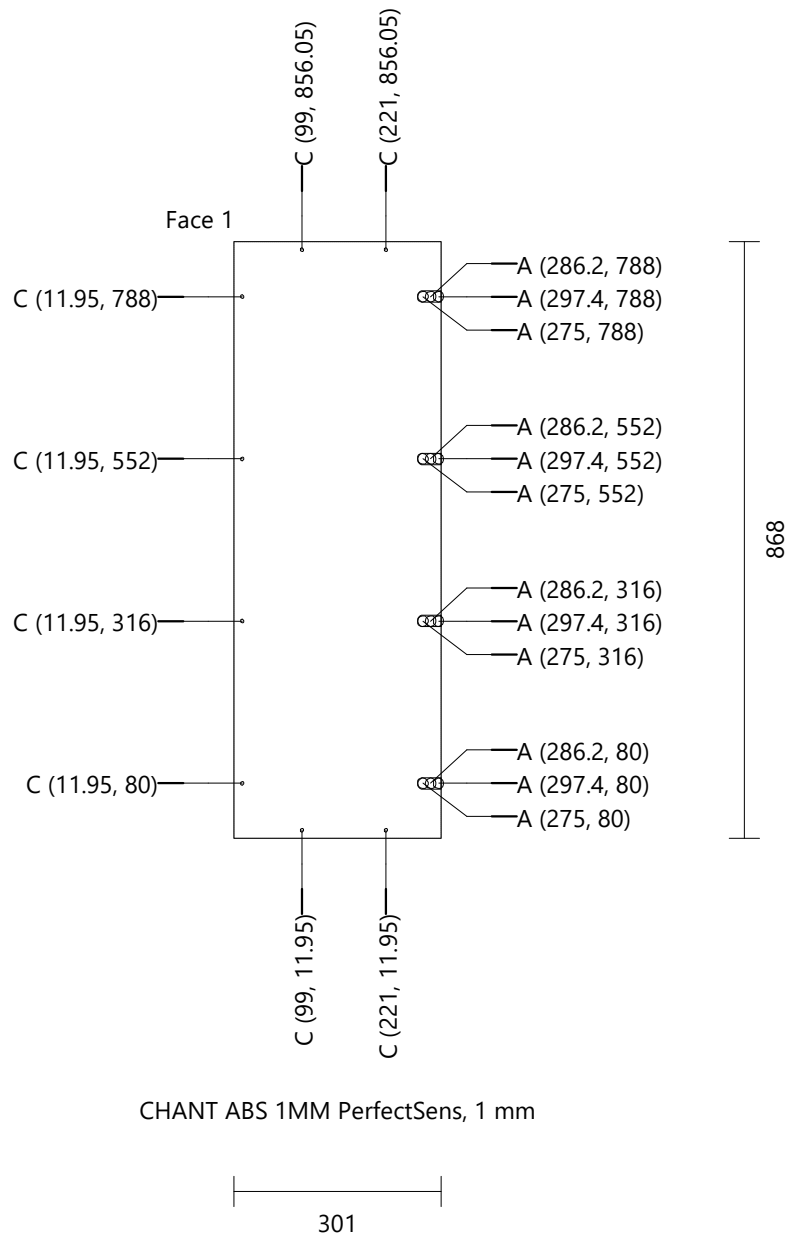 C (99, 856.05)
C (221, 856.05)
Face 1
C (11.95, 788)
A (286.2, 788)
A (297.4, 788)
A (275, 788)
C (11.95, 552)
A (286.2, 552)
A (297.4, 552)
A (275, 552)
868
C (11.95, 316)
A (286.2, 316)
A (297.4, 316)
A (275, 316)
C (11.95, 80)
A (286.2, 80)
A (297.4, 80)
A (275, 80)
C (99, 11.95)
C (221, 11.95)
CHANT ABS 1MM PerfectSens, 1 mm
301